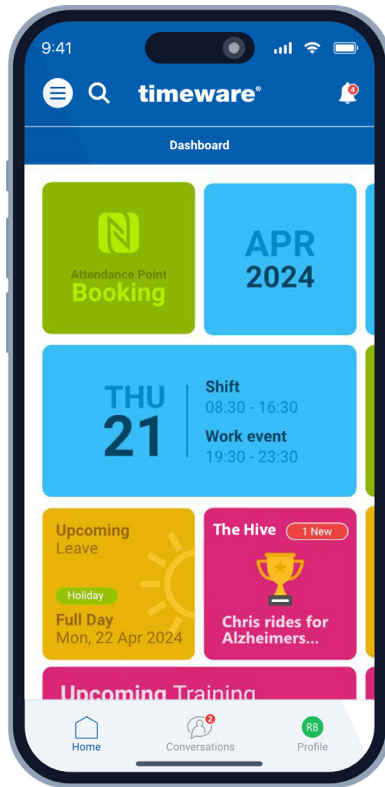 9:41
timeware®
4
Dashboard
Attendance Point
Booking
APR
2024
THU
21
Shift
08:30 - 16:30
Work event
19:30 - 23:30
Upcoming
Leave
Holiday
Full Day
Mon, 22 Apr 2024
The Hive
1 New
Chris rides for
Alzheimers...
Upcoming Training
Home
2
Conversations
RB
Profile